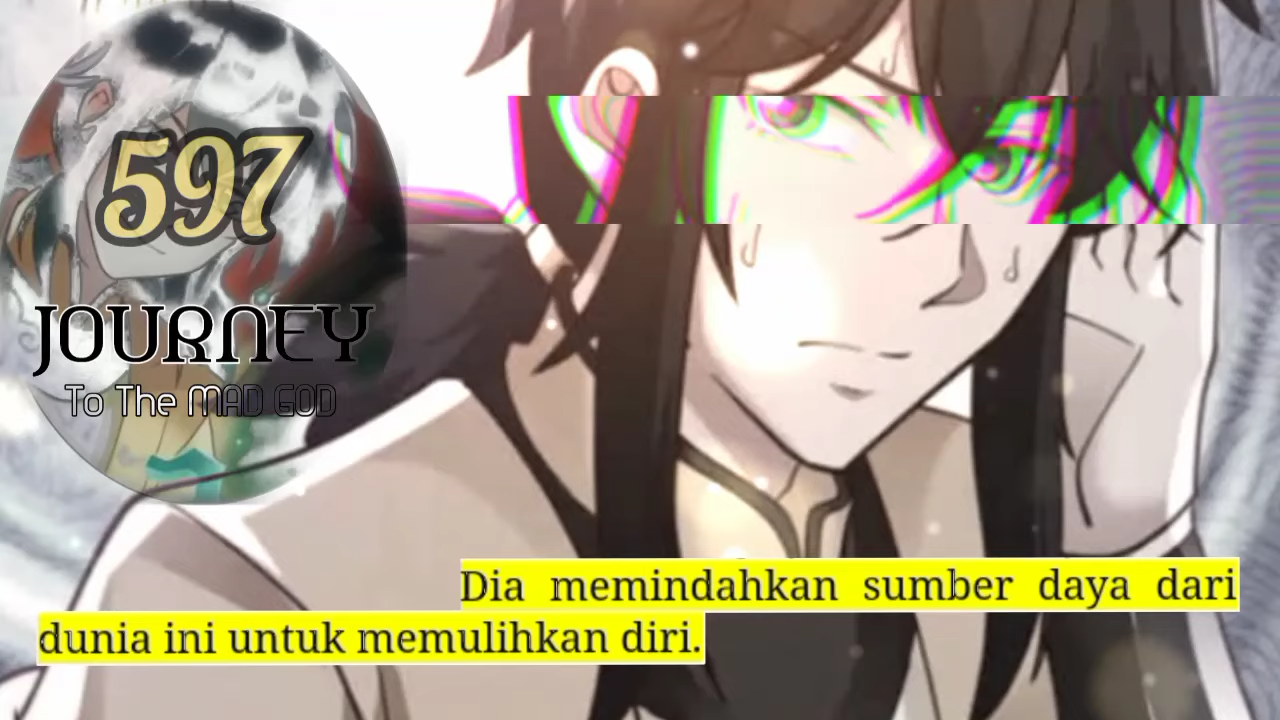 597
JOURNEY
To The MAD GOD
Dia memindahkan sumber daya dari
dunia ini untuk memulihkan diri.